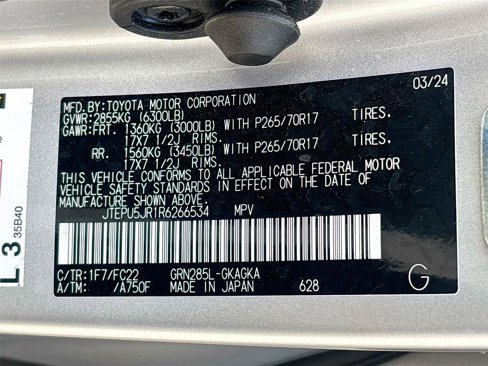 03/24
MFD.BY:TOYOTA MOTOR CORPORATION
GVWR:2855KG (6300LB)
GAWR:FRT. 1360KG (3000LB) WITH P265/70R17 TIRES.
17X7 1/2J RIMS.
RR. 1560KG (3450LB) WITH P265/70R17 TIRES.
17X7 1/2J RIMS.
THIS VEHICLE CONFORMS TO ALL APPLICABLE FEDERAL MOTOR
VEHICLE SAFETY STANDARDS IN EFFECT ON THE DATE OF
MANUFACTURE SHOWN ABOVE.
JTEPU5JR1R6266534 MPV
C/TR:1F7/FC22 GRN285L-GKAGKA
A/TM: /A750F MADE IN JAPAN 628
G
L 3
35B40